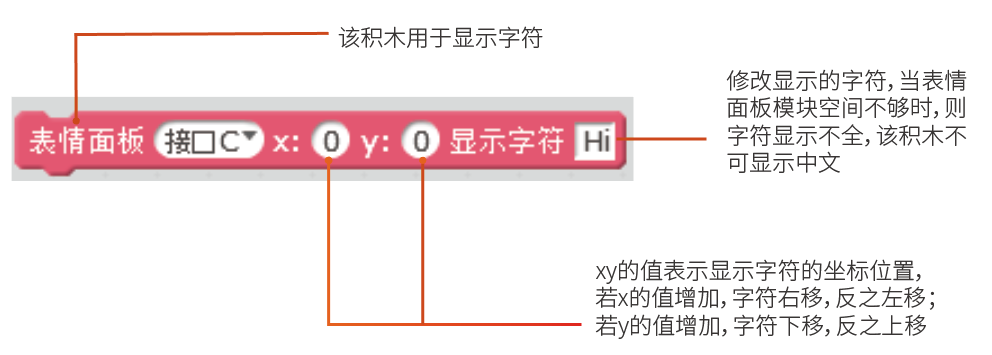 该积木用于显示字符
修改显示的字符，当表情
面板模块空间不够时，则
字符显示不全，该积木不
可显示中文
表情面板 接口C x: 0 y: 0 显示字符 Hi
xy的值表示显示字符的坐标位置，
若x的值增加，字符右移，反之左移；
若y的值增加，字符下移，反之上移